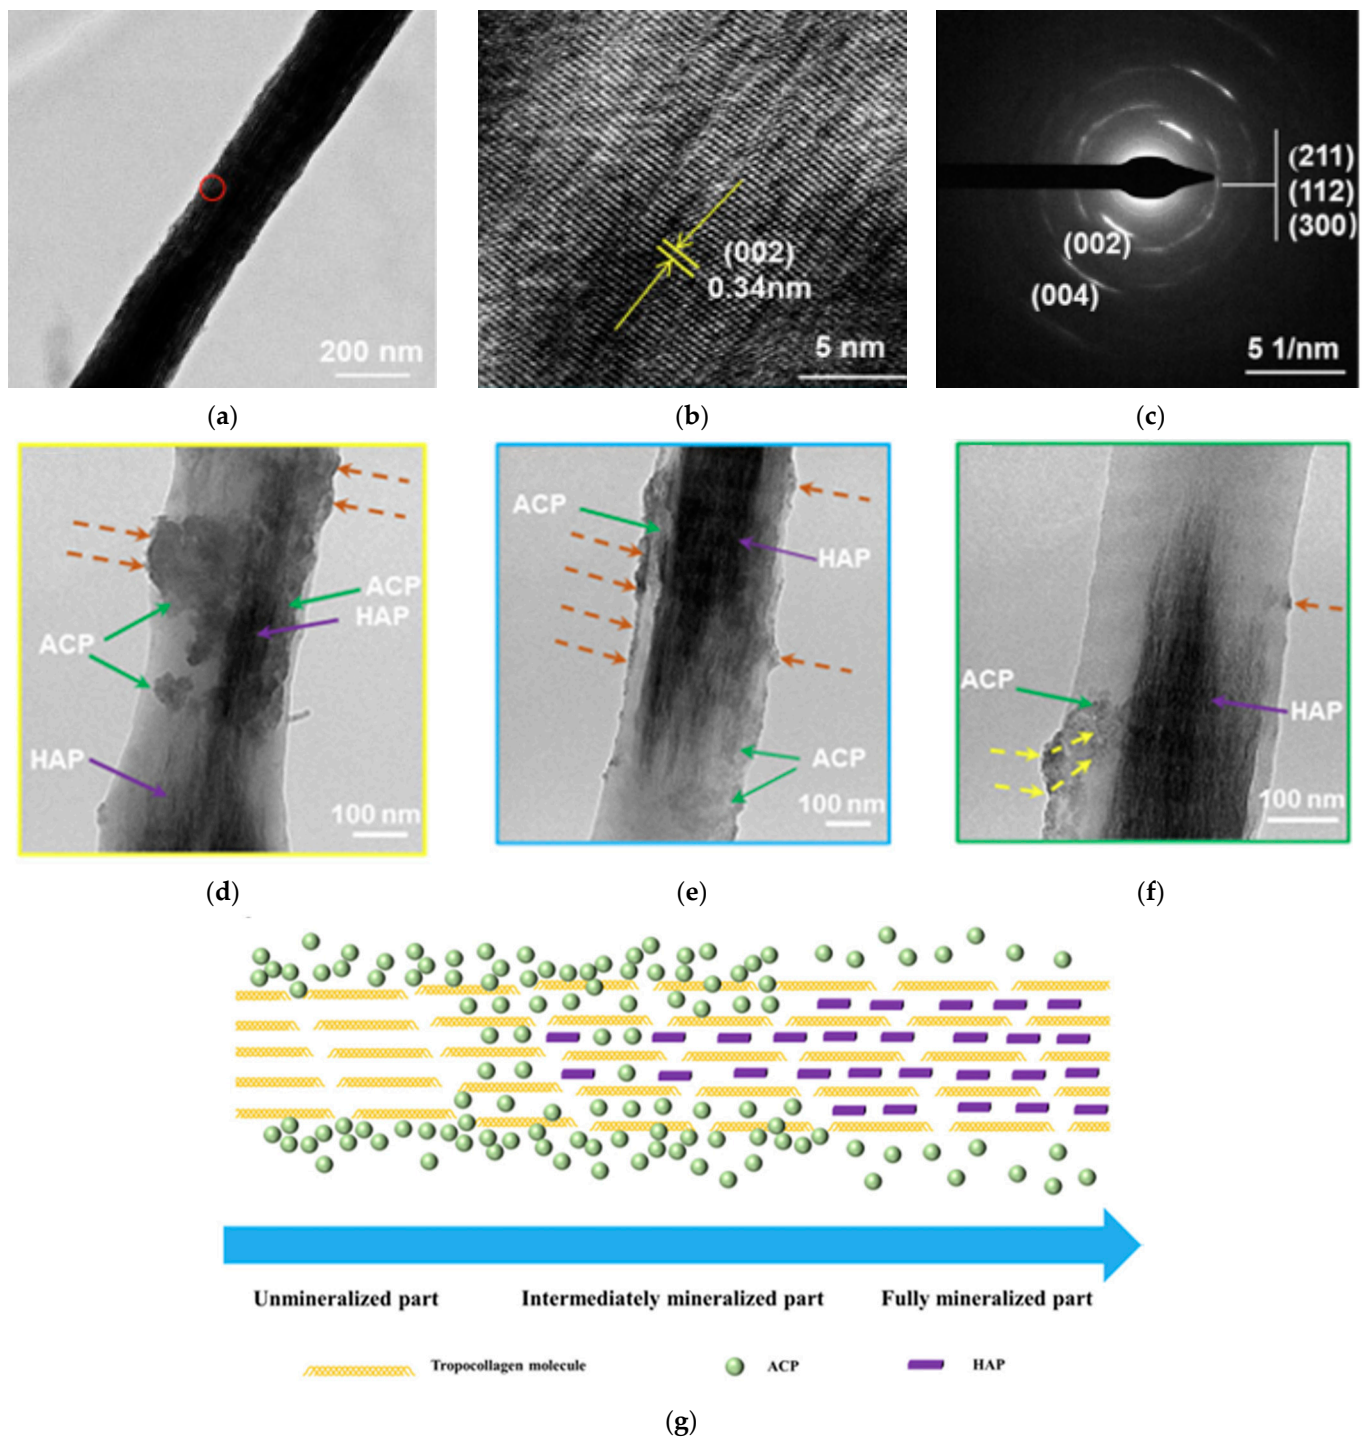 200 nm
(002)
0.34nm
5 nm
(211)
(112)
(300)
(002)
(004)
5 1/nm
(a)
(b)
(c)
ACP
HAP
ACP
HAP
100 nm
ACP
HAP
ACP
100 nm
ACP
HAP
100 nm
(d)
(e)
(f)
Unmineralized part
Intermediately mineralized part
Fully mineralized part
Tropocollagen molecule
ACP
HAP
(g)